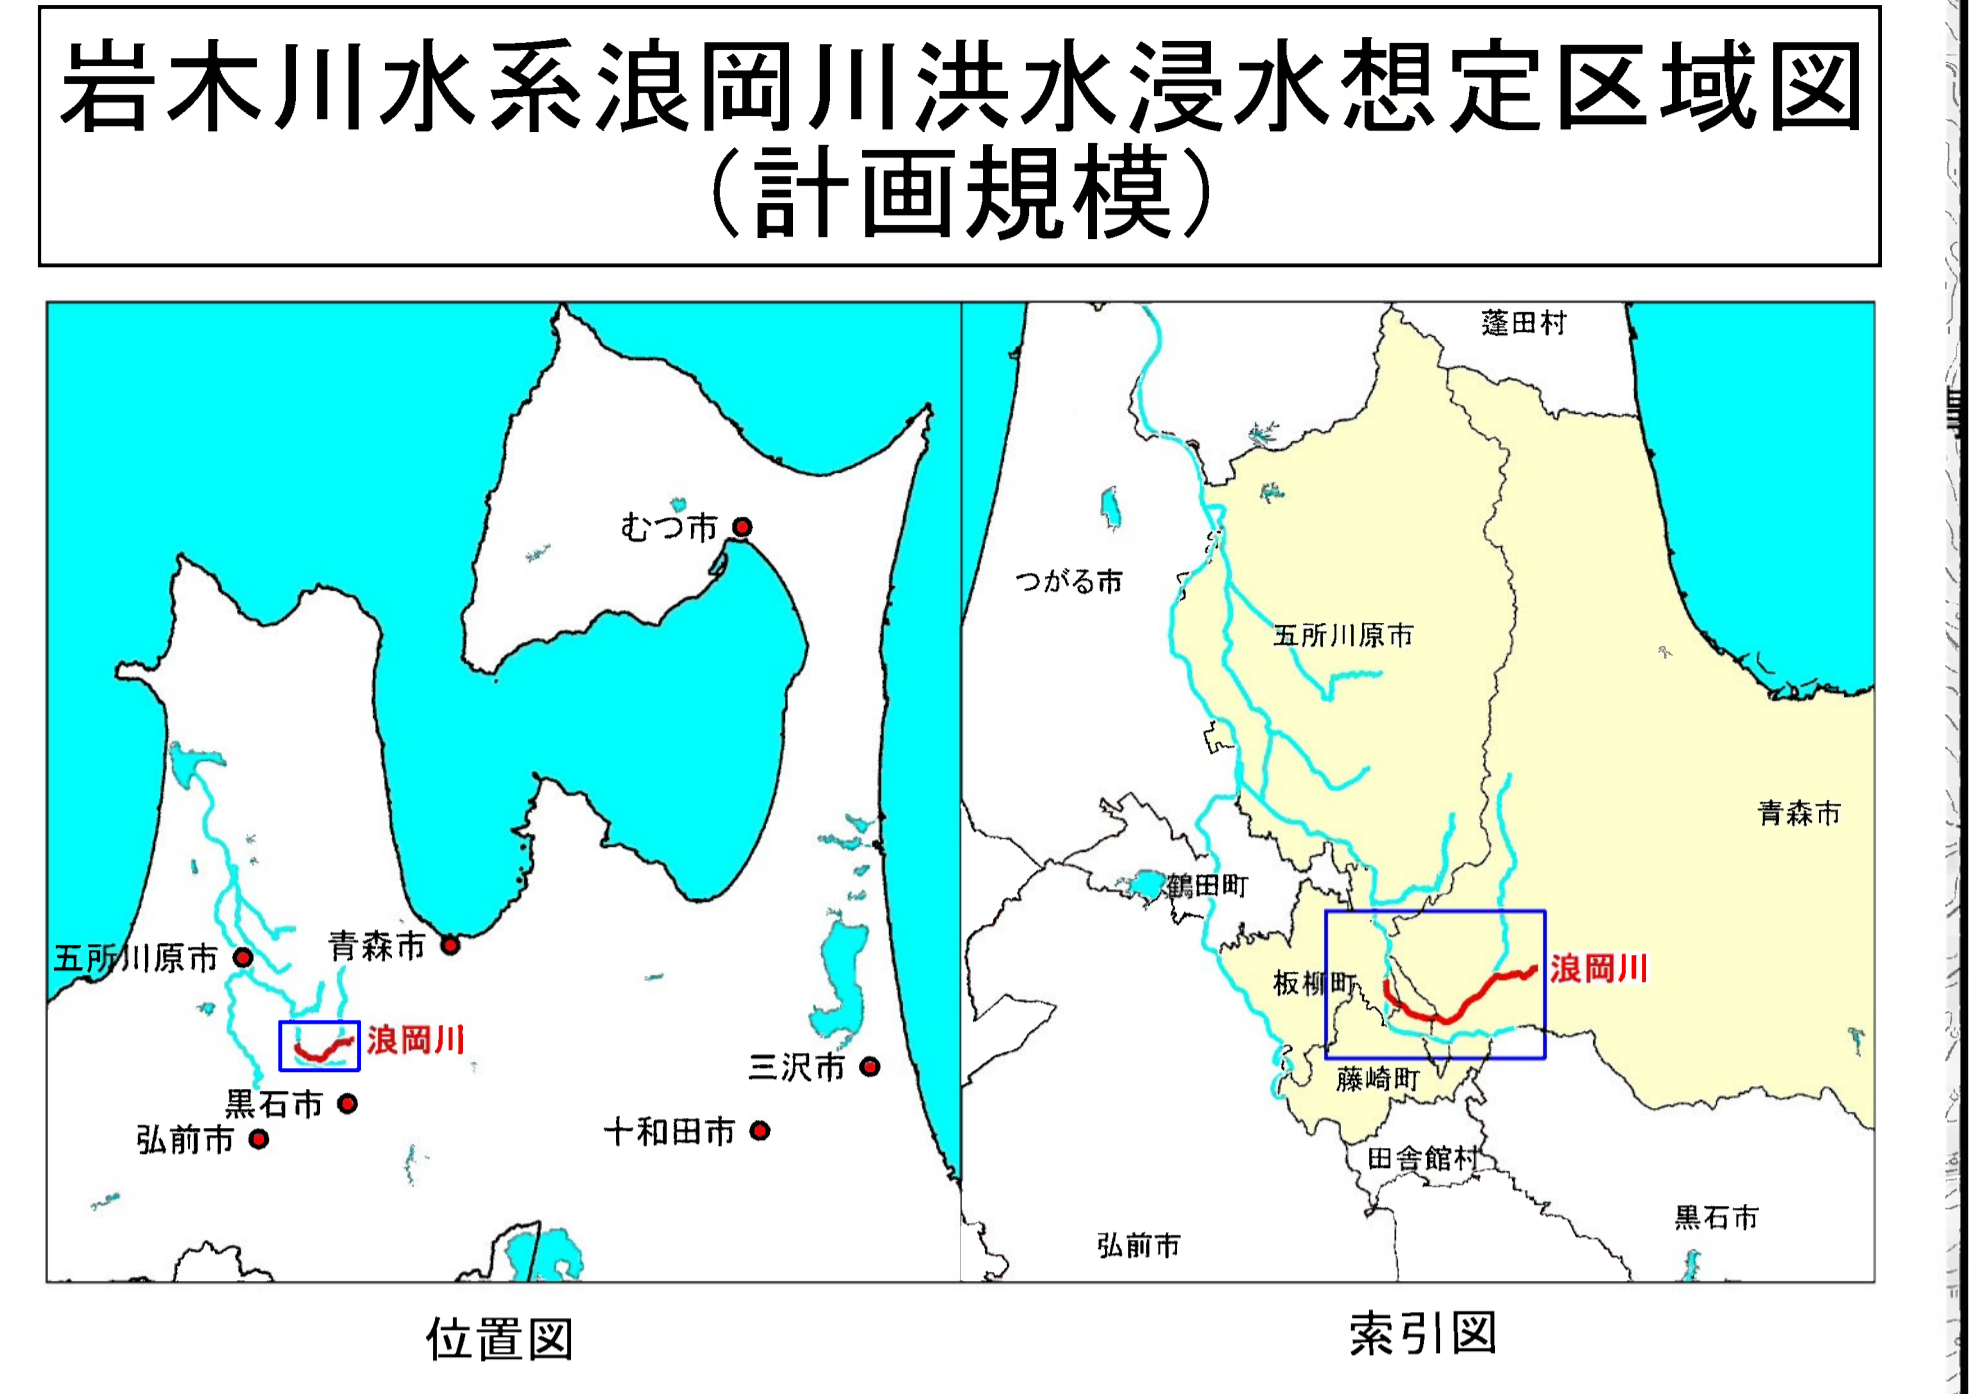 岩木川水系浪岡川洪水浸水想定区域図
（計画規模）
むつ市
五所川原市
青森市
浪岡川
黒石市
弘前市
三沢市
十和田市
位置図
蓬田村
つがる市
五所川原市
青森市
鶴田町
板柳町
浪岡川
藤崎町
田舎館村
黒石市
弘前市
索引図